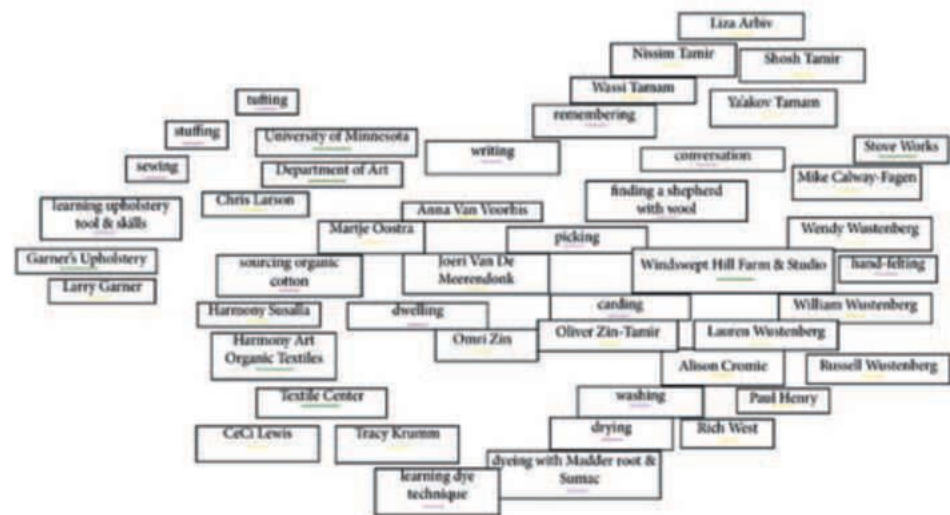 Liza Arbiv
Nissim Tamir
Shosh Tamir
Wassi Tamam
Ya'akov Tamam
tufting
remembering
stuffing
University of Minnesota
writing
conversation
Stove Works
sewing
Department of Art
Mike Calway-Fagen
finding a shepherd
with wool
learning upholstery
tool & skills
Chris Larson
Anna Van Voorhis
Martje Oostra
picking
Wendy Wustenberg
Garner's Upholstery
sourcing organic
cotton
Joeri Van De
Meerendonk
Windswept Hill Farm & Studio
hand-felting
Larry Garner
Harmony Susalla
dwelling
carding
William Wustenberg
Omri Zin
Oliver Zin-Tamir
Lauren Wustenberg
Harmony Art
Organic Textiles
Alison Cromie
Russell Wustenberg
Textile Center
washing
Paul Henry
CeCi Lewis
Tracy Krumm
drying
Rich West
dyeing with Madder root &
Sumac
learning dye
technique